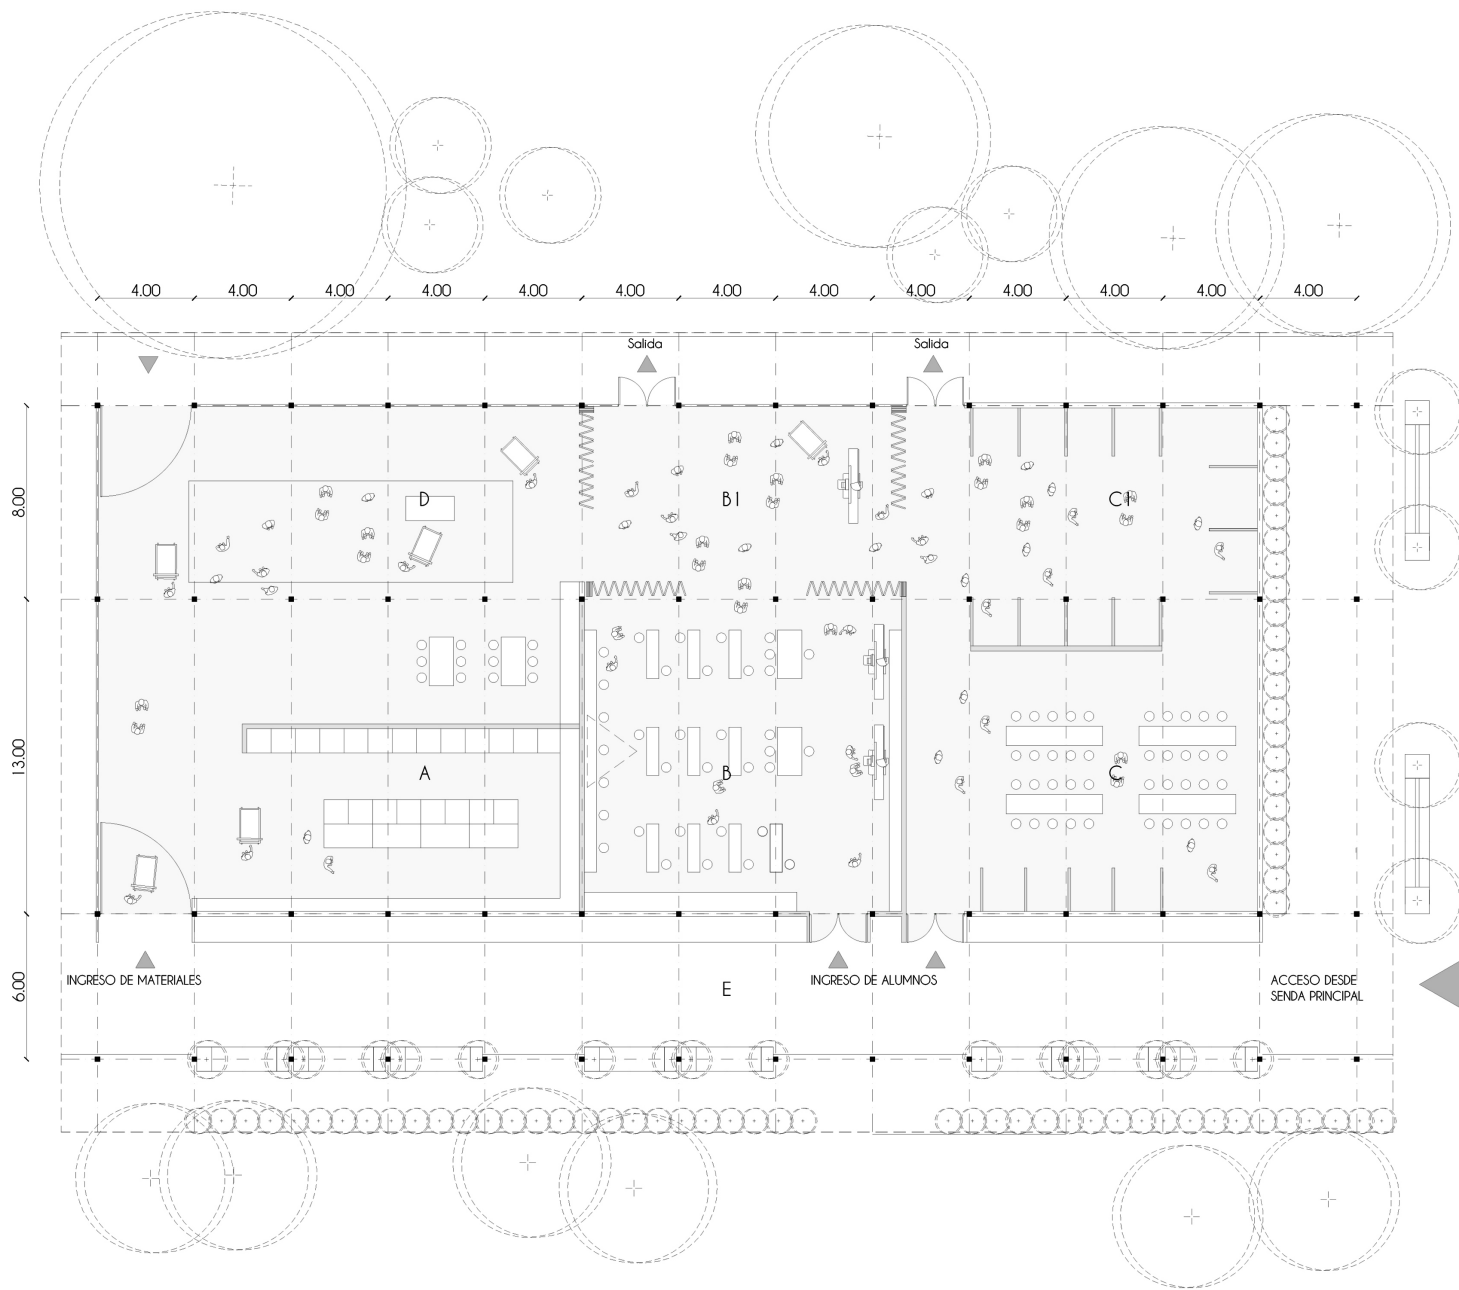 4.00 4.00 4.00 4.00 4.00 4.00 4.00 4.00 4.00 4.00 4.00 4.00 4.00
Salida Salida
8.00
D B1 C1
13.00
A B C
INGRESO DE MATERIALES
INGRESO DE ALUMNOS
ACCESO DESDE
SENDA PRINCIPAL
6.00
E